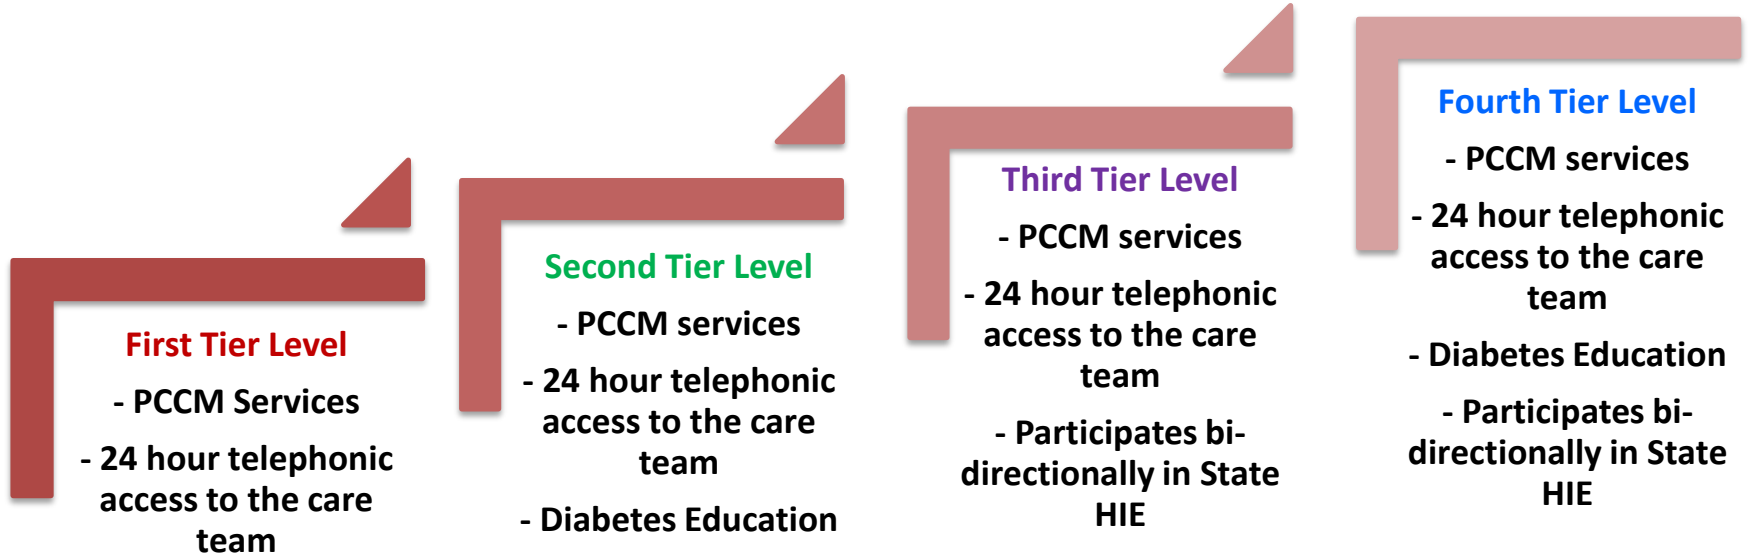 First Tier Level
- PCCM Services
- 24 hour telephonic
access to the care
team
Second Tier Level
- PCCM services
- 24 hour telephonic
access to the care
team
- Diabetes Education
Third Tier Level
- PCCM services
- 24 hour telephonic
access to the care
team
- Participates bi-
directionally in State
HIE
Fourth Tier Level
- PCCM services
- 24 hour telephonic
access to the care
team
- Diabetes Education
- Participates bi-
directionally in State
HIE